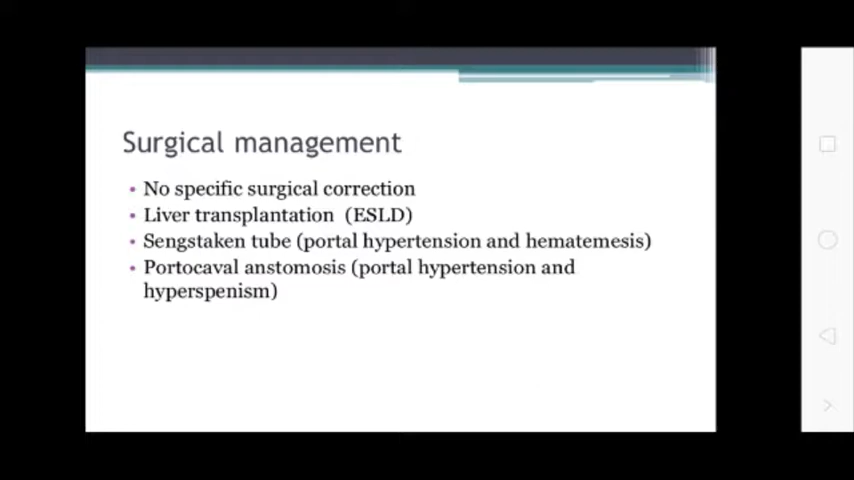 Surgical management
• No specific surgical correction
• Liver transplantation (ESLD)
• Sengstaken tube (portal hypertension and hematemesis)
• Portocaval anstomosis (portal hypertension and
hyperspenism)